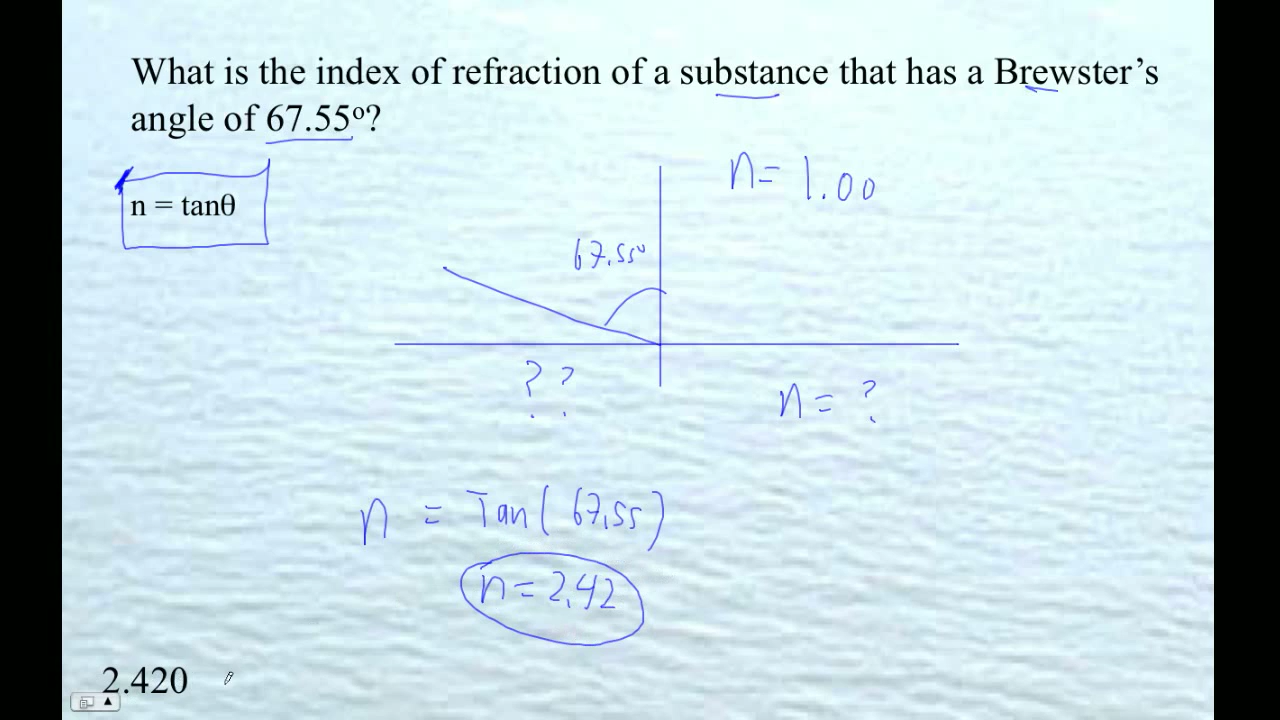 What is the index of refraction of a substance that has a Brewster’s
angle of 67.55º?
n = tanθ
n = 1.00
67.55°
? ?
n = ?
n = Tan(67.55)
n = 2.42
2.420